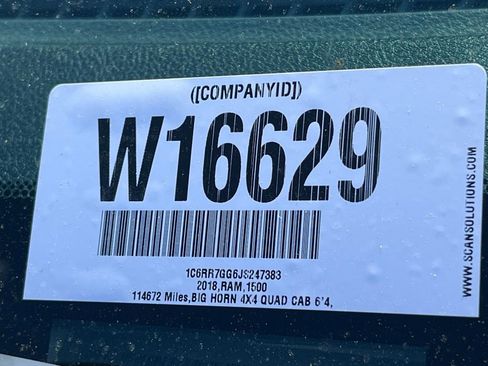 ([COMPANYID])
W16629
1C6RR7GG6JS247383
2018,RAM,1500
114672 Miles,BIG HORN 4X4 QUAD CAB 6'4,
WWW.SCANSOLUTIONS.COM